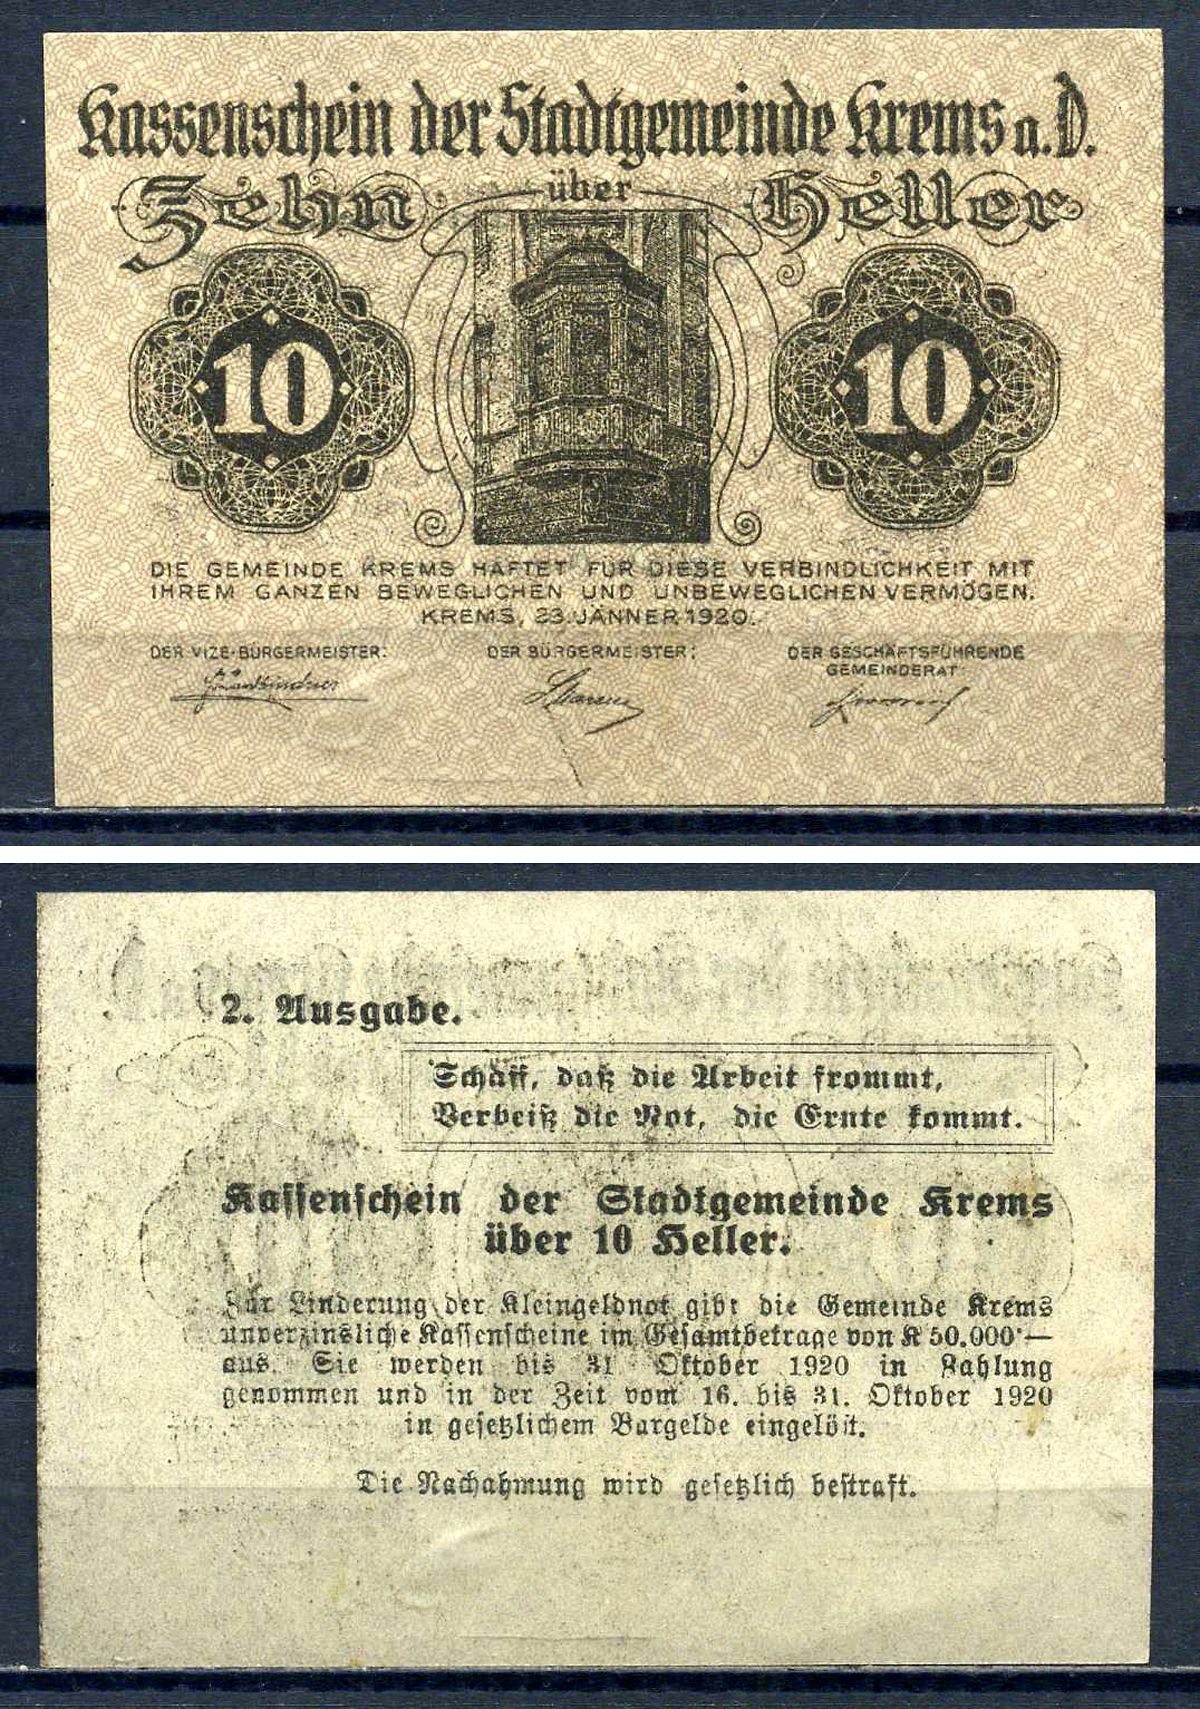 Kassenschein der Stadtgemeinde Krems a.D.
Zehn über Heller
10 10
DIE GEMEINDE KREMS HAFTET FÜR DIESE VERBINDLICHKEIT MIT
IHREM GANZEN BEWEGLICHEN UND UNBEWEGLICHEN VERMÖGEN.
KREMS, 23. JÄNNER 1920.
DER VIZE-BÜRGERMEISTER: DER BÜRGERMEISTER: DER GESCHÄFTSFÜHRENDE
GEMEINDERAT
2. Ausgabe.
Schaff, daß die Arbeit frommt,
Verbeiß die Not, die Ernte kommt.
Kassenschein der Stadtgemeinde Krems
über 10 Heller.
Zur Linderung der Kleingeldnot gibt die Gemeinde Krems
unverzinsliche Kassenscheine im Gesamtbetrage von K 50.000·—
aus. Sie werden bis 31 Oktober 1920 in Zahlung
genommen und in der Zeit vom 16. bis 31. Oktober 1920
in gesetzlichem Bargelde eingelöst.
Die Nachahmung wird gesetzlich bestraft.